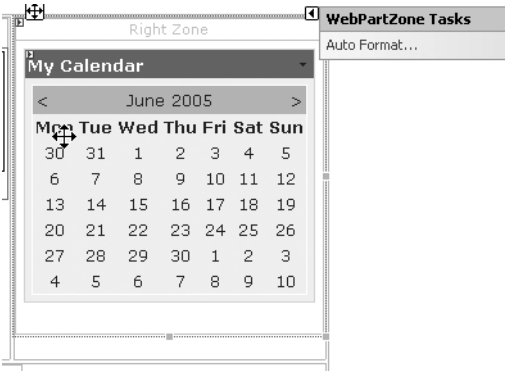 WebPartZone Tasks
Right Zone
Auto Format...
My Calendar
< June 2005 >
Mon Tue Wed Thu Fri Sat Sun
30 31 1 2 3 4 5
6 7 8 9 10 11 12
13 14 15 16 17 18 19
20 21 22 23 24 25 26
27 28 29 30 1 2 3
4 5 6 7 8 9 10